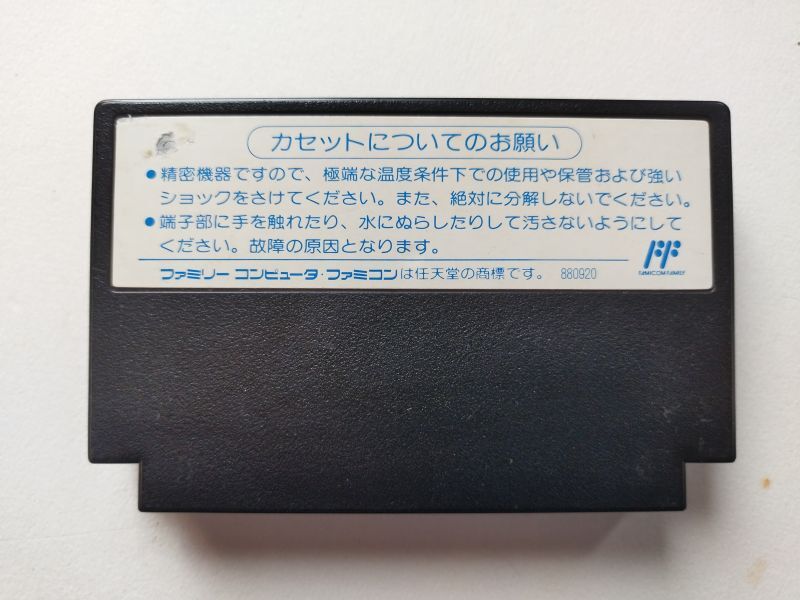 カセットについてのお願い
●精密機器ですので、極端な温度条件下での使用や保管および強い
ショックをさけてください。また、絶対に分解しないでください。
●端子部に手を触れたり、水にぬらしたりして汚さないようにして
ください。故障の原因となります。
FF
FAMICOM FAMILY
ファミリー コンピュータ・ファミコンは任天堂の商標です。 880920